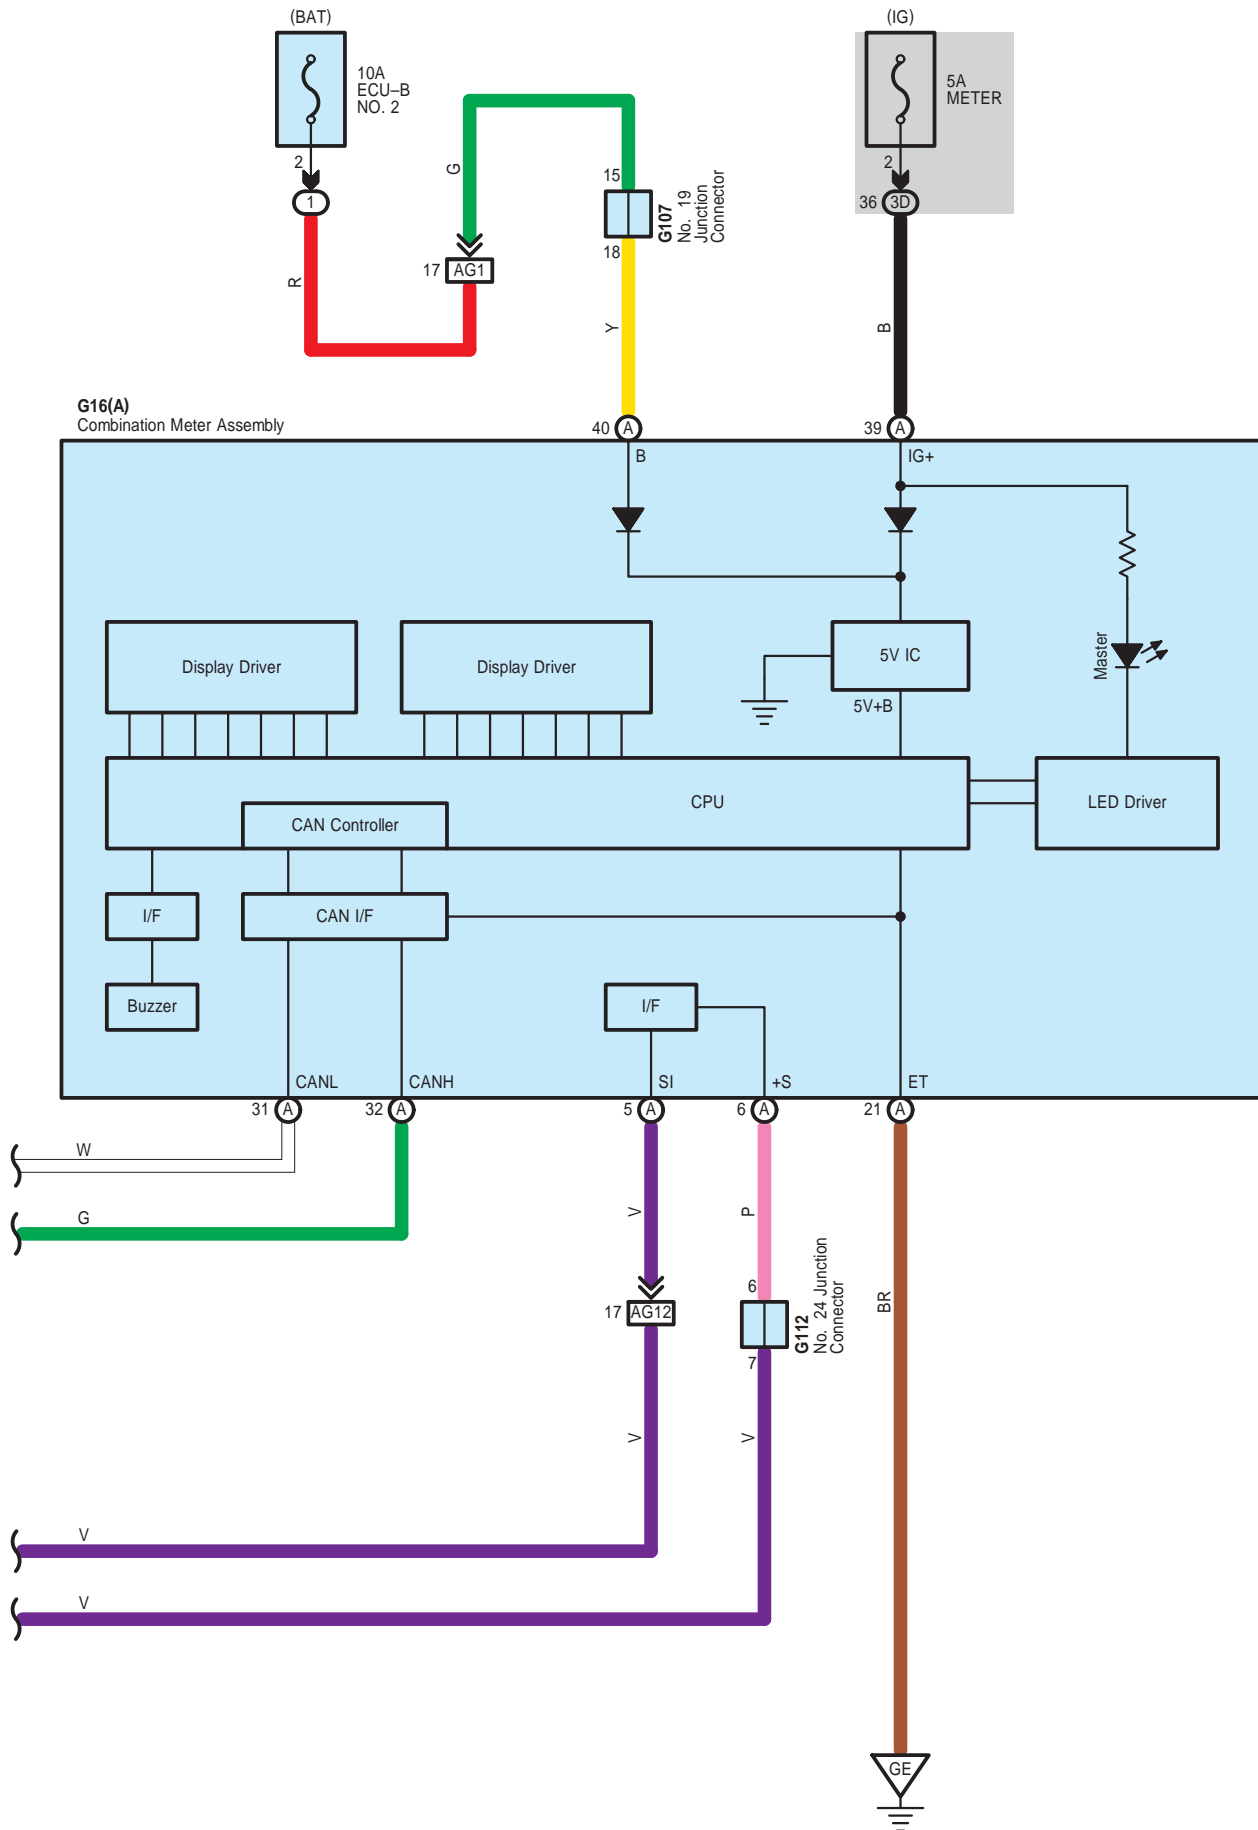 (BAT)
(IG)
10A
ECU–B
NO. 2
5A
METER
2
1
G
15
G107
No. 19
Junction
Connector
2
36 3D
17 AG1
18
R
Y
B
G16(A)
Combination Meter Assembly
40 A
39 A
B
IG+
Display Driver
Display Driver
5V IC
Master
5V+B
CPU
LED Driver
CAN Controller
I/F
CAN I/F
Buzzer
I/F
CANL
CANH
SI
+S
ET
31 A
32 A
5 A
6 A
21 A
W
G
V
P
BR
17 AG12
6
G112
No. 24 Junction
Connector
7
V
V
V
V
GE